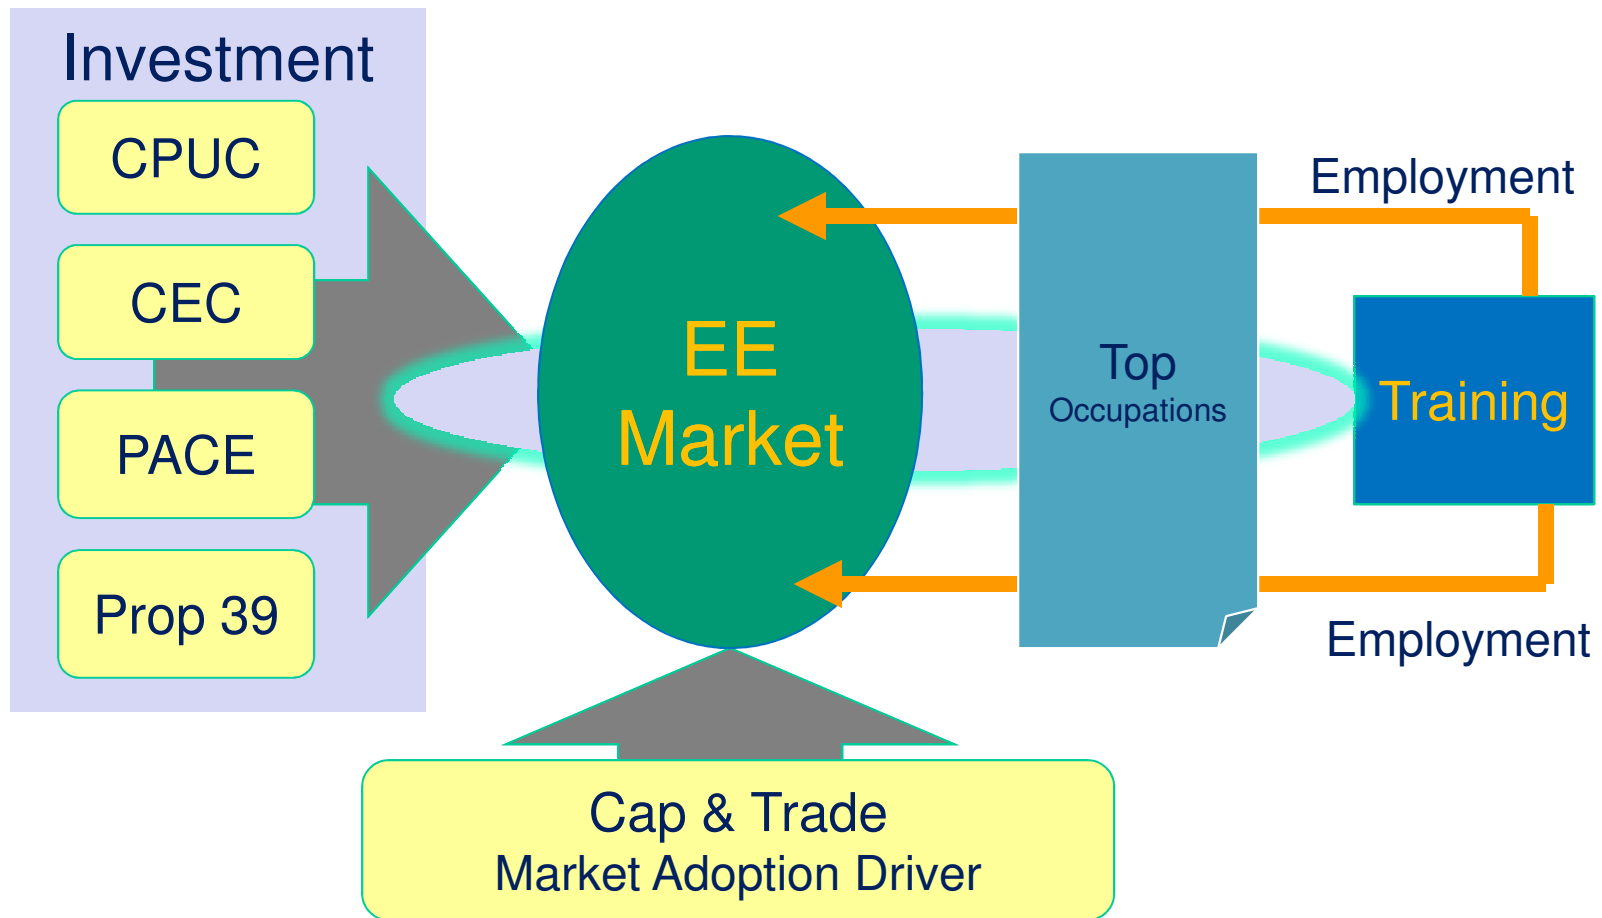 Investment
CPUC
CEC
PACE
Prop 39
EE
Market
Top
Occupations
Employment
Training
Employment
Cap & Trade
Market Adoption Driver